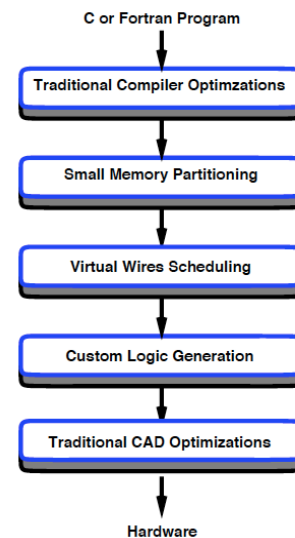 C or Fortran Program
Traditional Compiler Optimzations
Small Memory Partitioning
Virtual Wires Scheduling
Custom Logic Generation
Traditional CAD Optimizations
Hardware